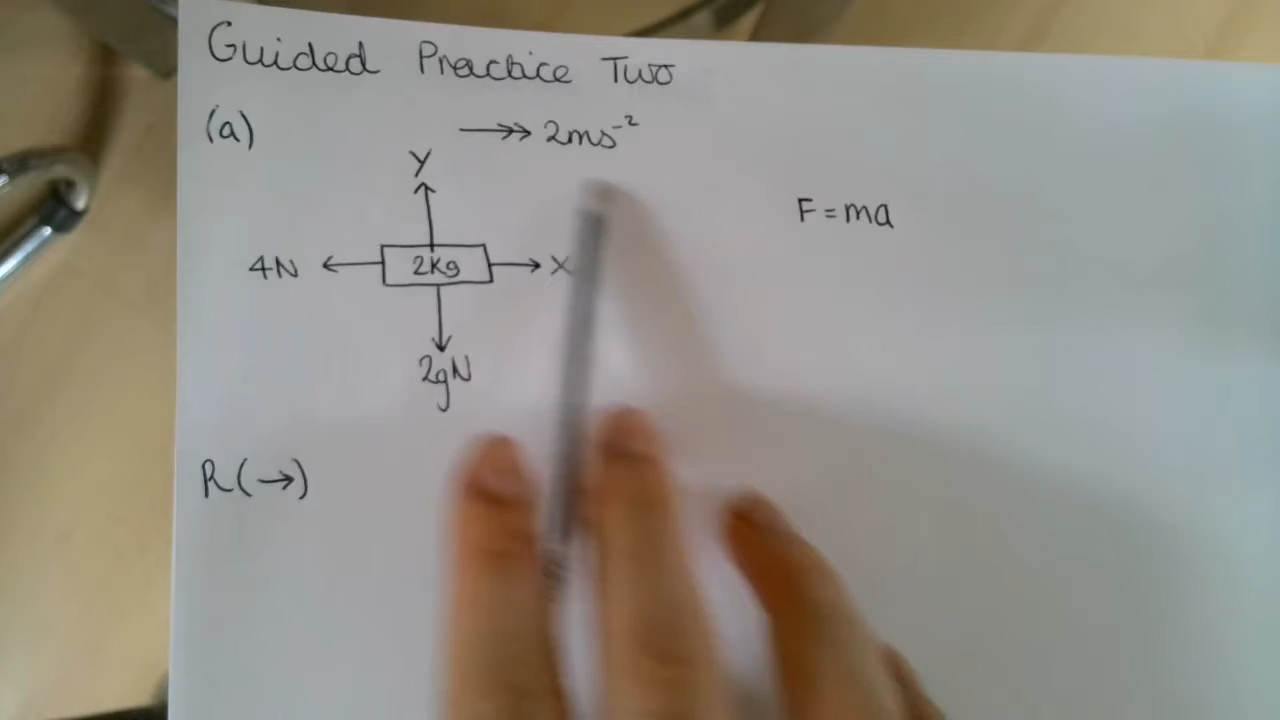 Guided Practice Two
(a)
→→ 2ms⁻²
Y
F = ma
4N
2Kg
X
2gN
R(→)